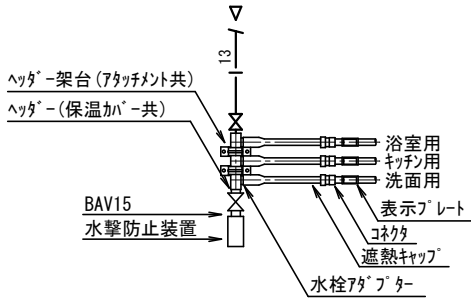 13
ﾍｯﾀﾞｰ架台(ｱﾀｯﾁﾒﾝﾄ共)
ﾍｯﾀﾞｰ(保温ｶﾊﾞｰ共)
浴室用
ｷｯﾁﾝ用
洗面用
BAV15
水撃防止装置
表示ﾌﾟﾚｰﾄ
ｺﾈｸﾀ
遮熱ｷｬｯﾌﾟ
水栓ｱﾀﾞﾌﾟﾀｰ